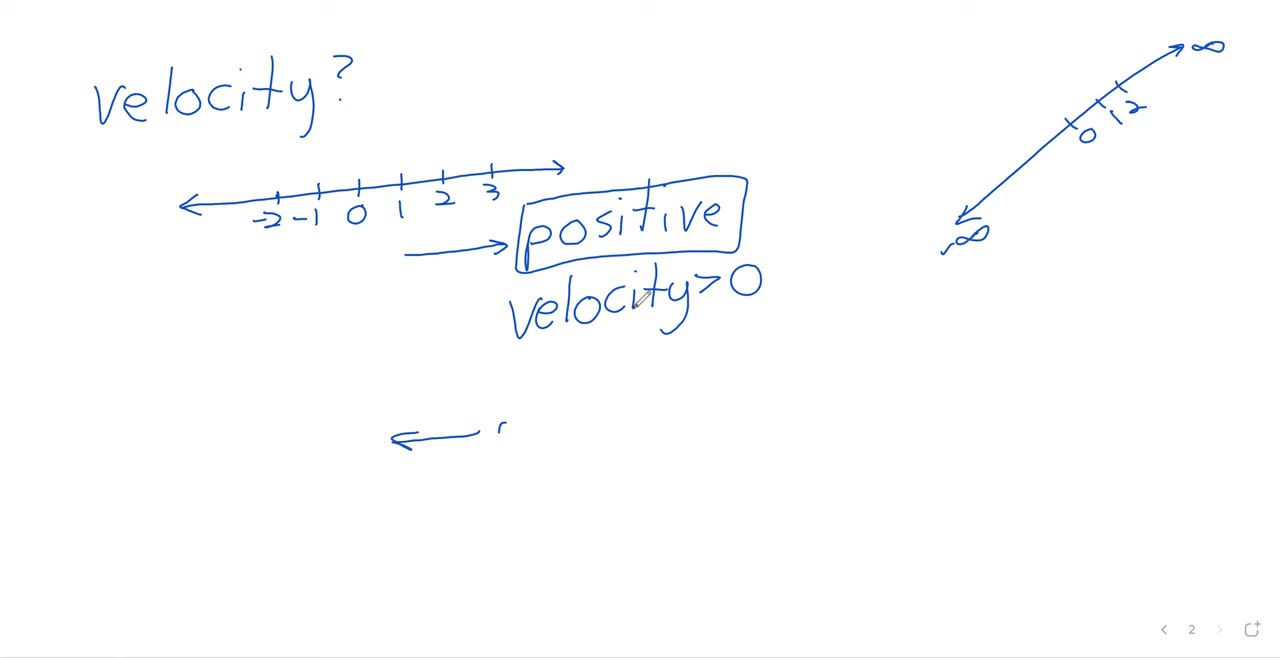 velocity?
∞
0 1 2
-∞
-2 -1 0 1 2 3
positive
velocity>0
2